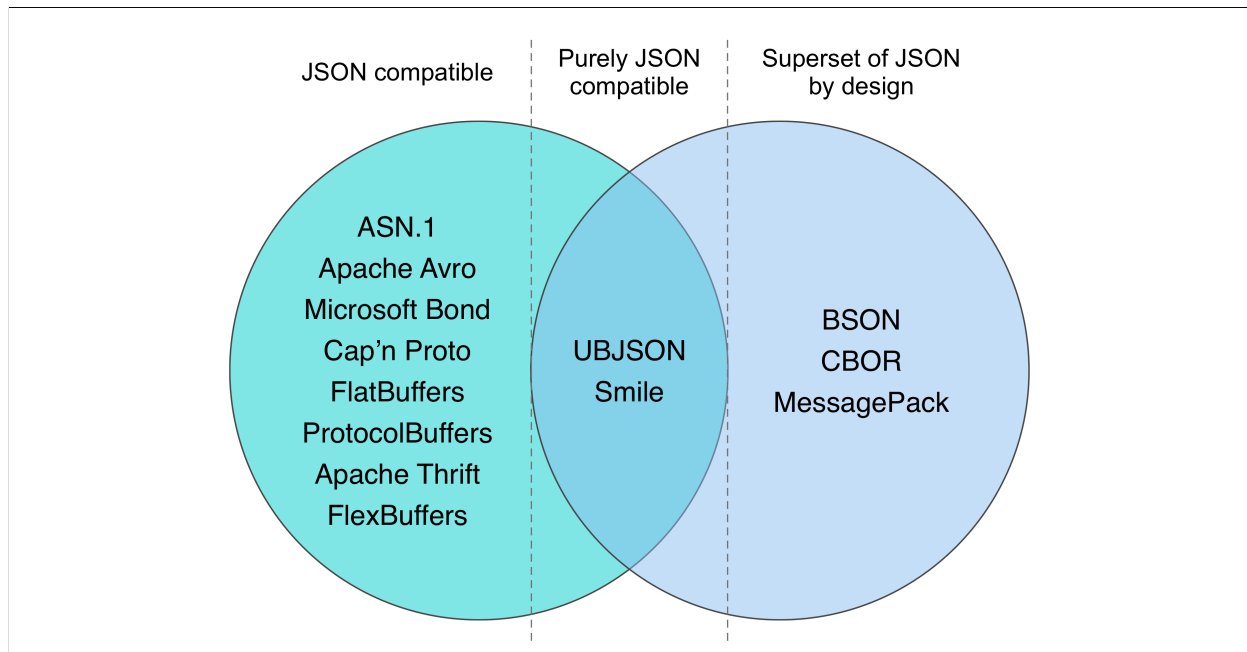 JSON compatible
Purely JSON
compatible
Superset of JSON
by design
ASN.1
Apache Avro
Microsoft Bond
Cap’n Proto
FlatBuffers
ProtocolBuffers
Apache Thrift
FlexBuffers
UBJSON
Smile
BSON
CBOR
MessagePack